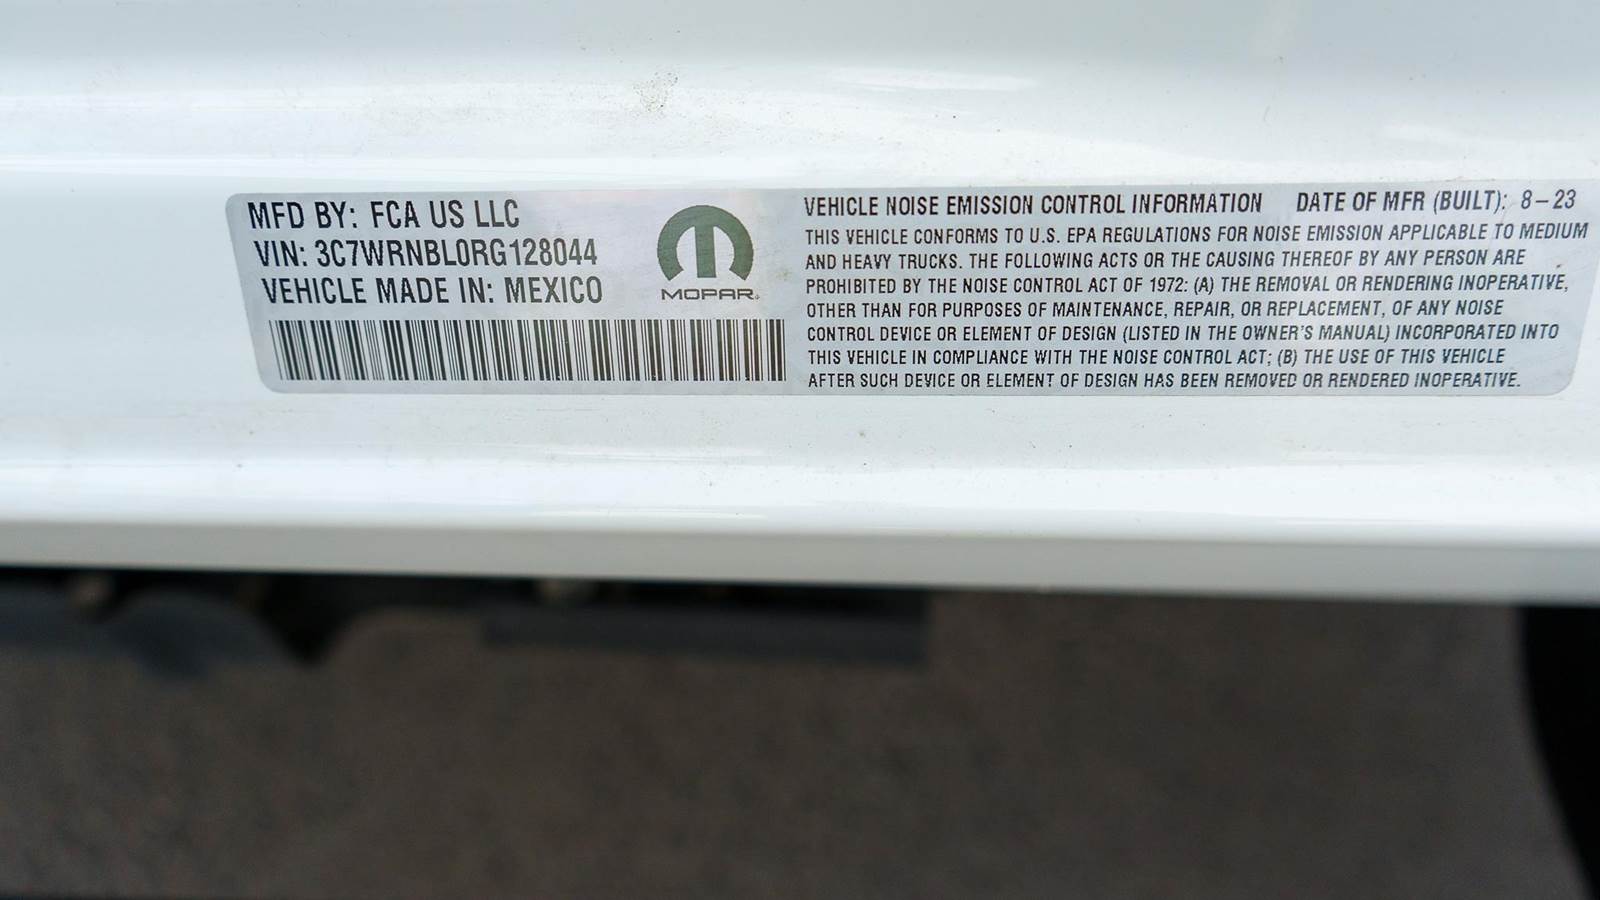 MFD BY: FCA US LLC
VIN: 3C7WRNBL0RG128044
VEHICLE MADE IN: MEXICO
MOPAR®
VEHICLE NOISE EMISSION CONTROL INFORMATION DATE OF MFR (BUILT): 8-23
THIS VEHICLE CONFORMS TO U.S. EPA REGULATIONS FOR NOISE EMISSION APPLICABLE TO MEDIUM
AND HEAVY TRUCKS. THE FOLLOWING ACTS OR THE CAUSING THEREOF BY ANY PERSON ARE
PROHIBITED BY THE NOISE CONTROL ACT OF 1972: (A) THE REMOVAL OR RENDERING INOPERATIVE,
OTHER THAN FOR PURPOSES OF MAINTENANCE, REPAIR, OR REPLACEMENT, OF ANY NOISE
CONTROL DEVICE OR ELEMENT OF DESIGN (LISTED IN THE OWNER'S MANUAL) INCORPORATED INTO
THIS VEHICLE IN COMPLIANCE WITH THE NOISE CONTROL ACT; (B) THE USE OF THIS VEHICLE
AFTER SUCH DEVICE OR ELEMENT OF DESIGN HAS BEEN REMOVED OR RENDERED INOPERATIVE.